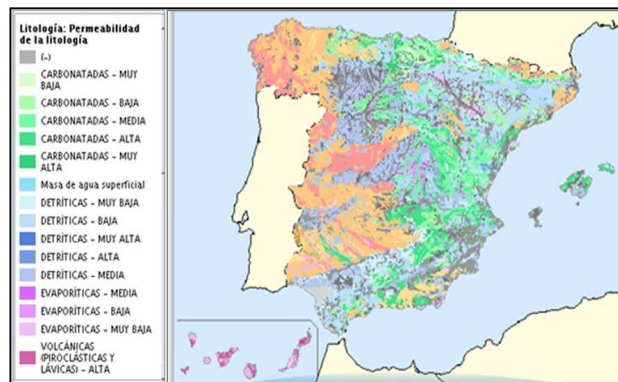 Litología: Permeabilidad
de la litología
(-)
CARBONATADAS - MUY
BAJA
CARBONATADAS - BAJA
CARBONATADAS - MEDIA
CARBONATADAS - ALTA
CARBONATADAS - MUY
ALTA
Masa de agua superficial
DETRÍTICAS - MUY BAJA
DETRÍTICAS - BAJA
DETRÍTICAS - MUY ALTA
DETRÍTICAS - ALTA
DETRÍTICAS - MEDIA
EVAPORÍTICAS - MEDIA
EVAPORÍTICAS - BAJA
EVAPORÍTICAS - MUY BAJA
VOLCÁNICAS
(PIROCLÁSTICAS Y
LÁVICAS) - ALTA